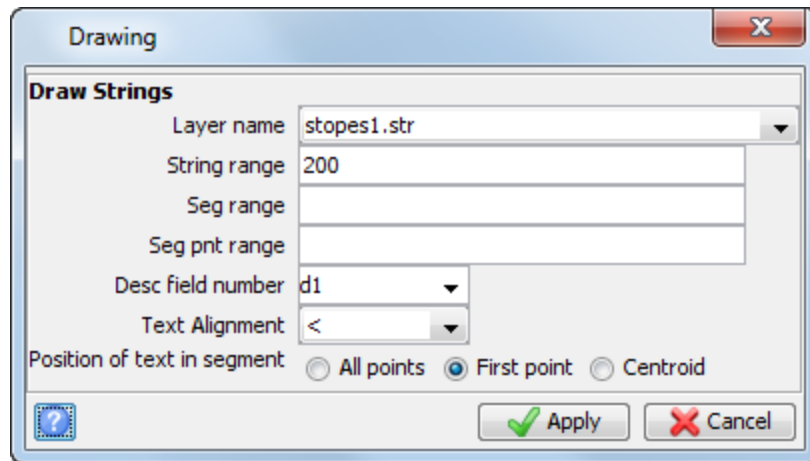 Drawing
Draw Strings
Layer name stopes1.str
String range 200
Seg range
Seg pnt range
Desc field number d1
Text Alignment <
Position of text in segment All points First point Centroid
? Apply Cancel